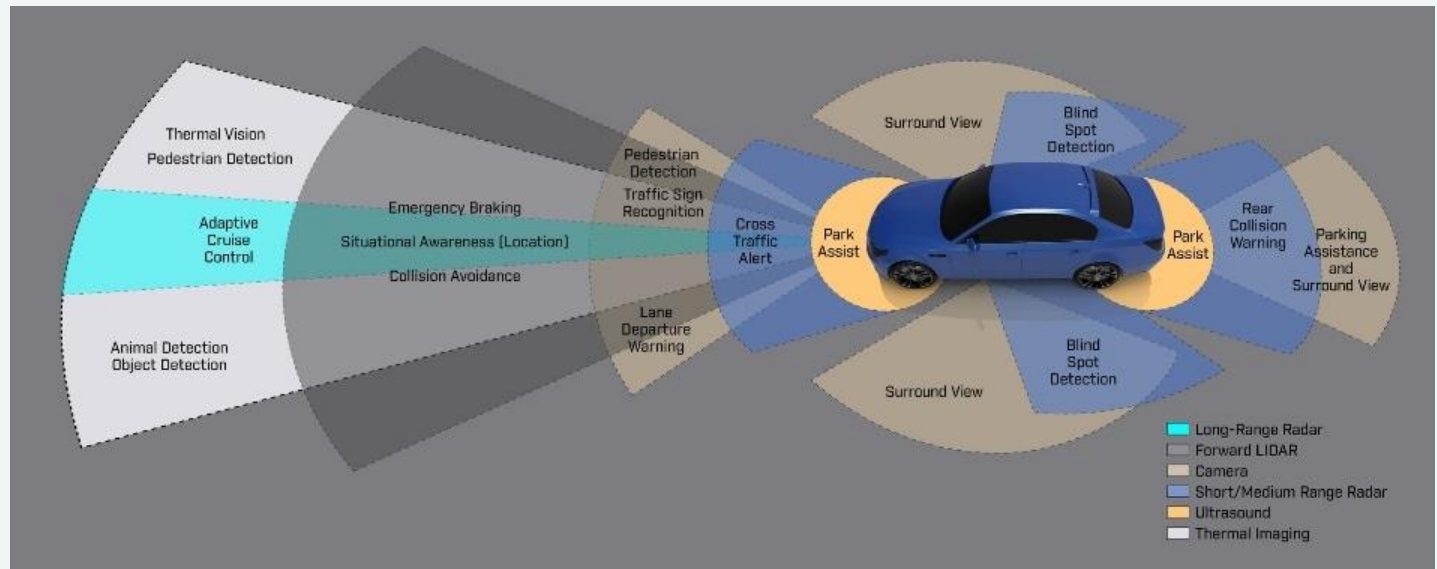 Thermal Vision
Pedestrian Detection
Adaptive
Cruise
Control
Animal Detection
Object Detection
Emergency Braking
Situational Awareness (Location)
Collision Avoidance
Pedestrian
Detection
Traffic Sign
Recognition
Lane
Departure
Warning
Cross
Traffic
Alert
Park
Assist
Surround View
Blind
Spot
Detection
Surround View
Blind
Spot
Detection
Park
Assist
Rear
Collision
Warning
Parking
Assistance
and
Surround View
Long-Range Radar
Forward LIDAR
Camera
Short/Medium Range Radar
Ultrasound
Thermal Imaging